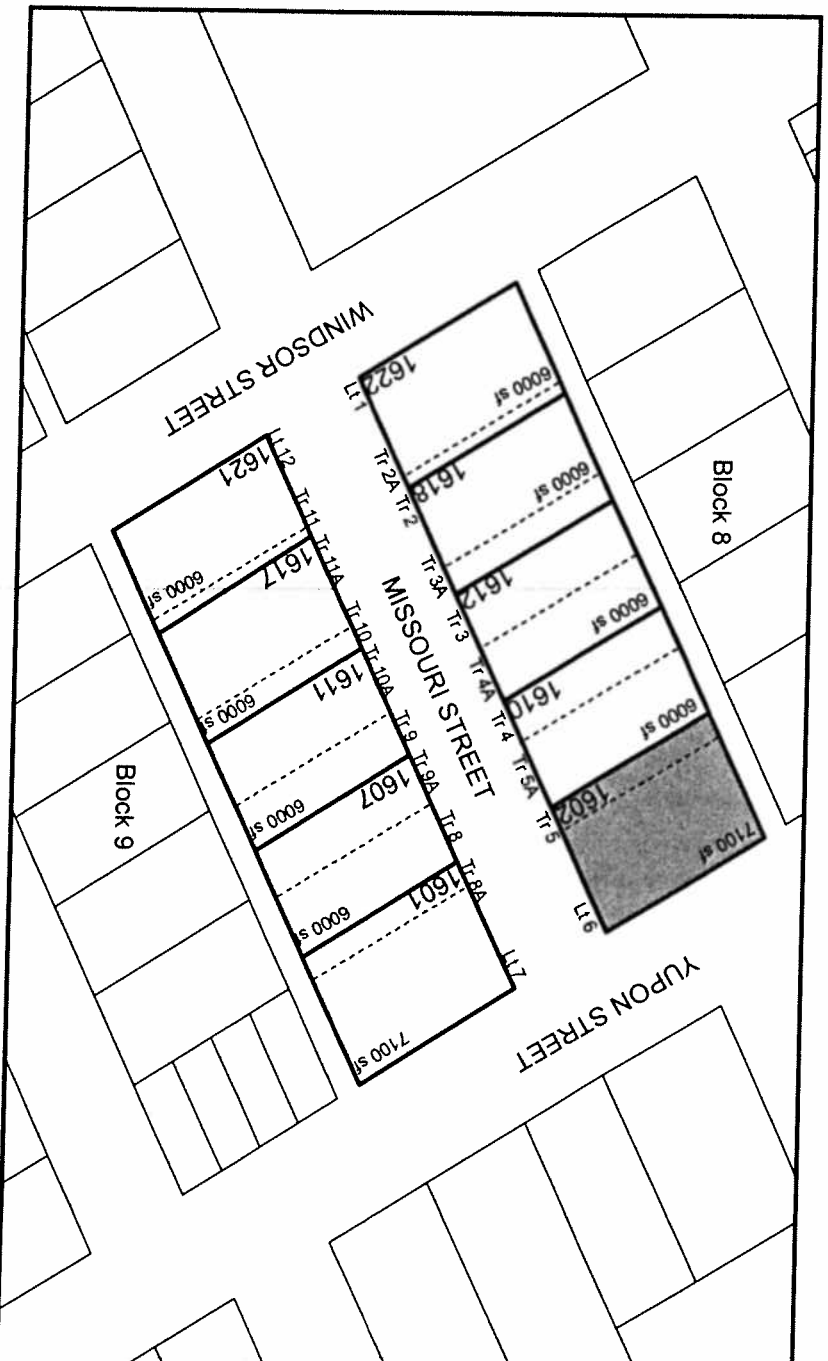 WINDSOR STREET
Lt 1
1622
6000 sf
Tr 2A
Tr 2
1618
6000 sf
Tr 3A
Tr 3
1612
6000 sf
Tr 4A
Tr 4
1610
6000 sf
Tr 5A
Tr 5
1602
7100 sf
Lt 6
Block 8
MISSOURI STREET
Lt 12
1621
6000 sf
Tr 11
Tr 11A
1617
6000 sf
Tr 10
Tr 10A
1611
6000 sf
Tr 9
Tr 9A
1607
6000 sf
Tr 8
Tr 8A
1601
7100 sf
Lt 7
Block 9
YUPON STREET